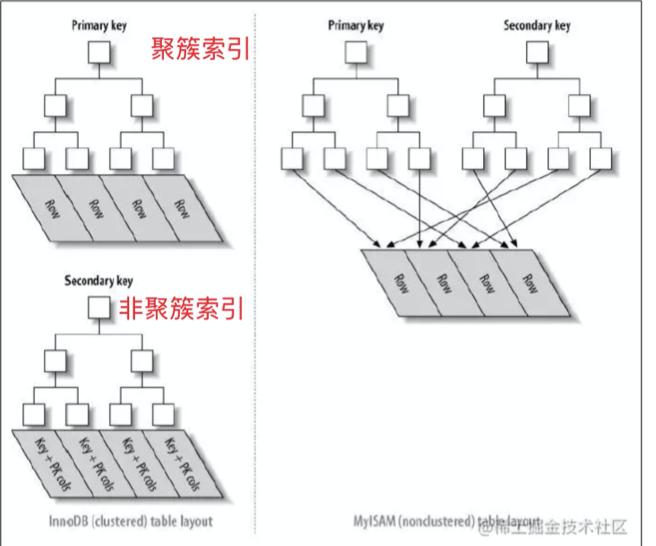 Primary key
聚簇索引
Row
Row
Row
Row
Secondary key
非聚簇索引
Key + PK cols
Key + PK cols
Key + PK cols
Key + PK cols
InnoDB (clustered) table layout
Primary key
Secondary key
Row
Row
Row
Row
MyISAM (nonclustered) table layout
@稀土掘金技术社区